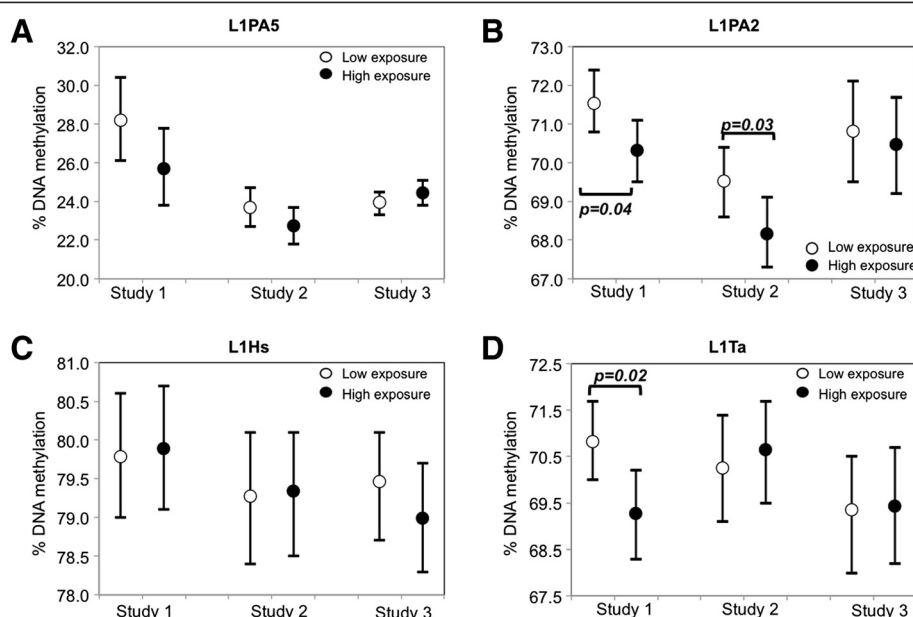 A
L1PA5
Low exposure
High exposure
% DNA methylation
32.0
30.0
28.0
26.0
24.0
22.0
20.0
Study 1
Study 2
Study 3
B
L1PA2
73.0
72.0
71.0
70.0
69.0
68.0
67.0
% DNA methylation
p=0.03
p=0.04
Low exposure
High exposure
Study 1
Study 2
Study 3
C
L1Hs
Low exposure
High exposure
% DNA methylation
81.0
80.5
80.0
79.5
79.0
78.5
78.0
Study 1
Study 2
Study 3
D
L1Ta
72.5
71.5
70.5
69.5
68.5
67.5
% DNA methylation
p=0.02
Low exposure
High exposure
Study 1
Study 2
Study 3